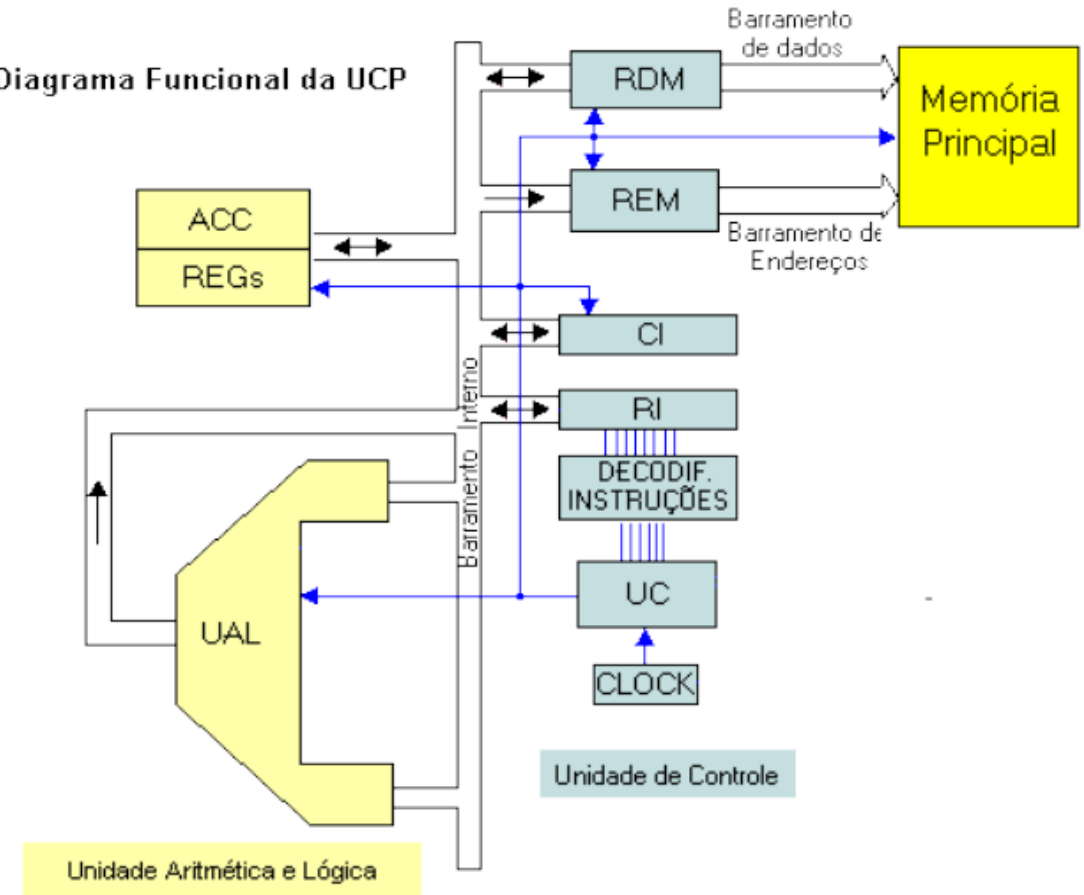 Diagrama Funcional da UCP
Barramento
de dados
RDM
Memória
Principal
REM
Barramento de
Endereços
ACC
REGs
CI
RI
Barramento Interno
DECODIF.
INSTRUÇÕES
UC
UAL
CLOCK
Unidade de Controle
Unidade Aritmética e Lógica